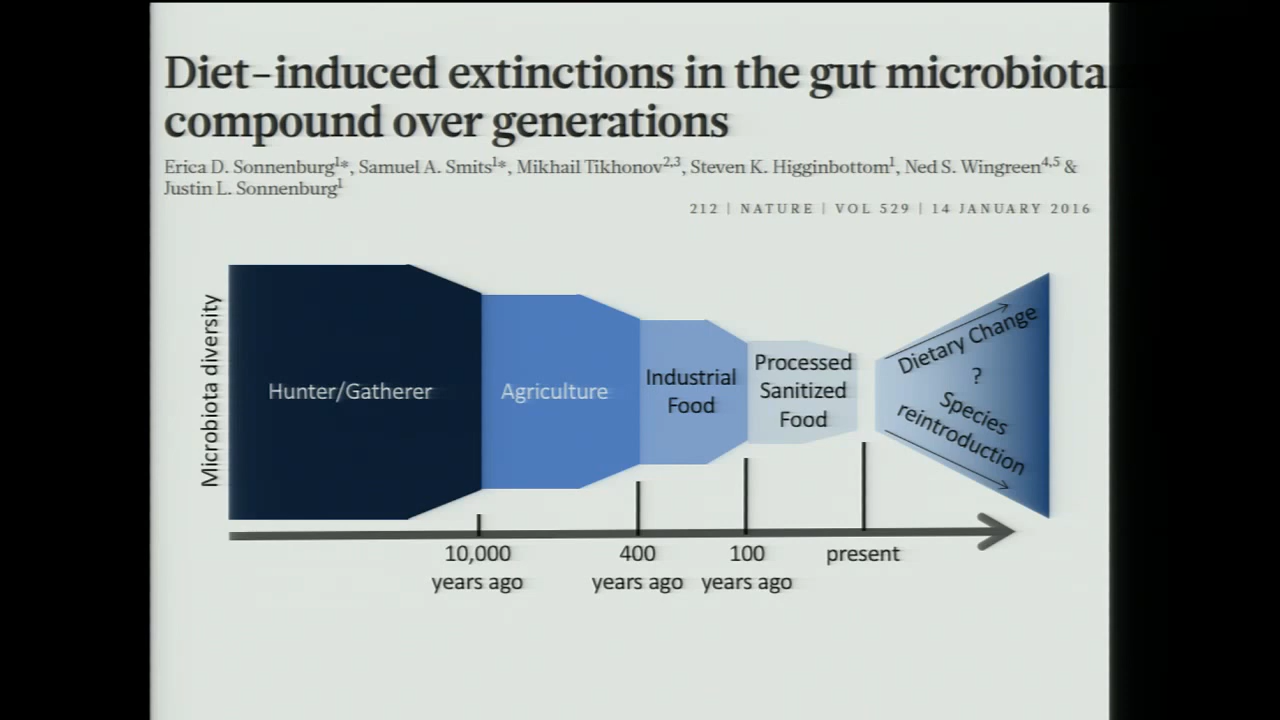 Diet-induced extinctions in the gut microbiota
compound over generations
Erica D. Sonnenburg1*, Samuel A. Smits1*, Mikhail Tikhonov2,3, Steven K. Higginbottom1, Ned S. Wingreen4,5 &
Justin L. Sonnenburg1
212 | NATURE | VOL 529 | 14 JANUARY 2016
Microbiota diversity
Hunter/Gatherer
Agriculture
Industrial
Food
Processed
Sanitized
Food
Dietary Change
?
Species
reintroduction
10,000
years ago
400
years ago
100
years ago
present